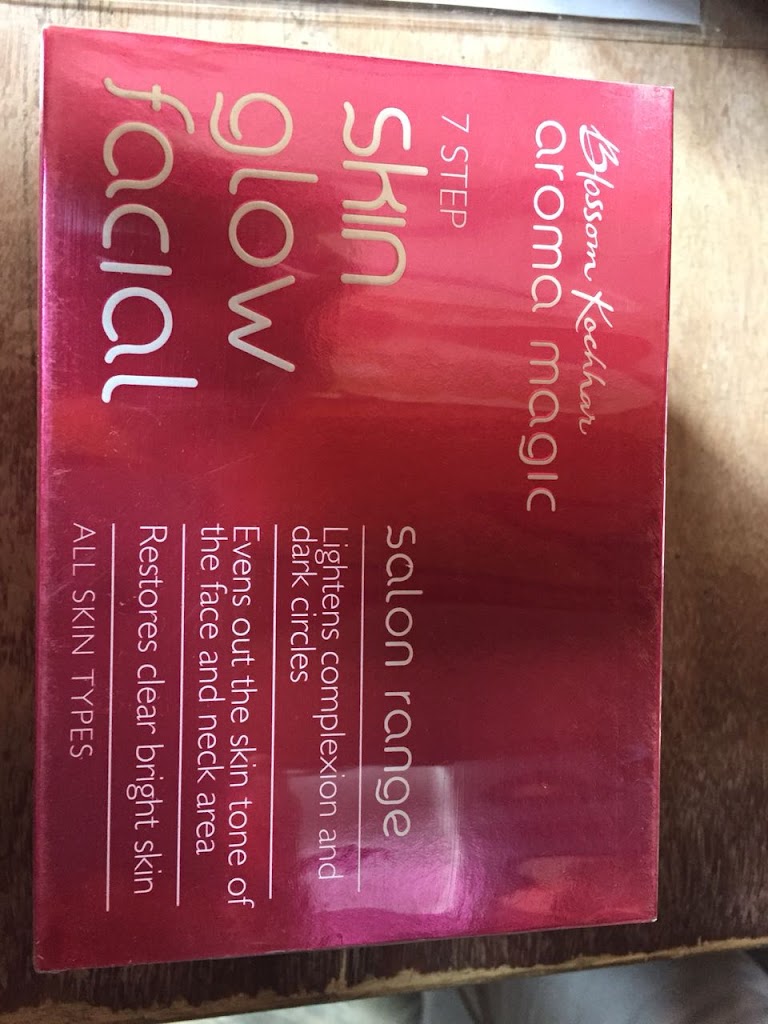 Blossom Kochhar
aroma magic
7 STEP
skin
glow
facial
salon range
Lightens complexion and
dark circles
Evens out the skin tone of
the face and neck area
Restores clear bright skin
ALL SKIN TYPES